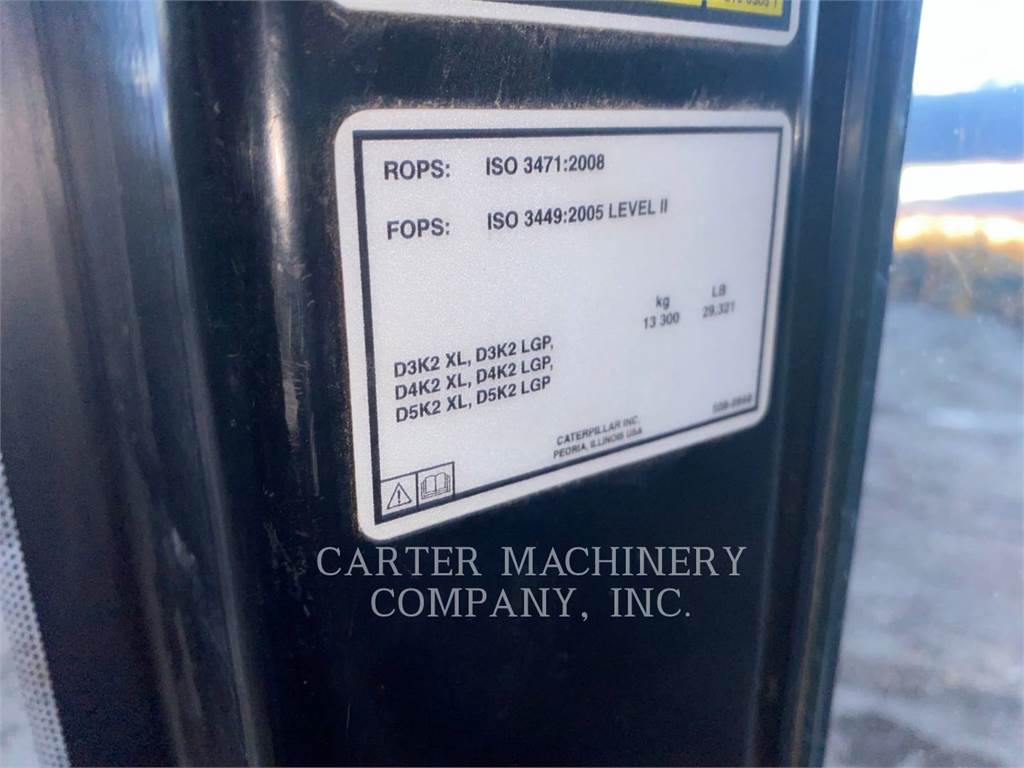 ROPS: ISO 3471:2008
FOPS: ISO 3449:2005 LEVEL II
kg LB
13 300 29,321
D3K2 XL, D3K2 LGP,
D4K2 XL, D4K2 LGP,
D5K2 XL, D5K2 LGP
CATERPILLAR INC.
PEORIA, ILLINOIS USA
CARTER MACHINERY
COMPANY, INC.